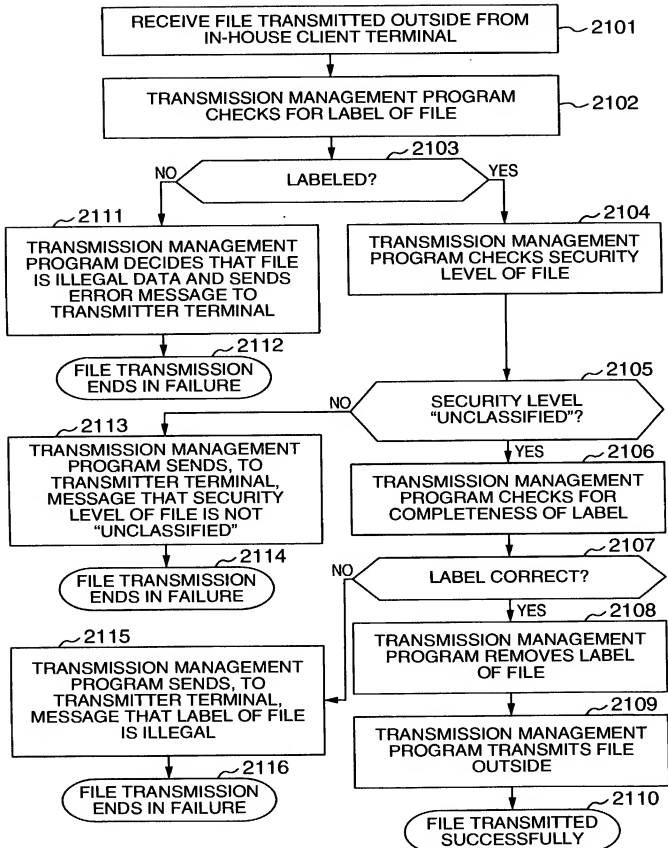 RECEIVE FILE TRANSMITTED OUTSIDE FROM
IN-HOUSE CLIENT TERMINAL
2101
TRANSMISSION MANAGEMENT PROGRAM
CHECKS FOR LABEL OF FILE
2102
2103
LABELED?
NO
YES
2111
TRANSMISSION MANAGEMENT
PROGRAM DECIDES THAT FILE
IS ILLEGAL DATA AND SENDS
ERROR MESSAGE TO
TRANSMITTER TERMINAL
2112
FILE TRANSMISSION
ENDS IN FAILURE
2104
TRANSMISSION MANAGEMENT
PROGRAM CHECKS SECURITY
LEVEL OF FILE
2105
SECURITY LEVEL
"UNCLASSIFIED"?
NO
YES
2113
TRANSMISSION MANAGEMENT
PROGRAM SENDS, TO
TRANSMITTER TERMINAL,
MESSAGE THAT SECURITY
LEVEL OF FILE IS NOT
"UNCLASSIFIED"
2114
FILE TRANSMISSION
ENDS IN FAILURE
2106
TRANSMISSION MANAGEMENT
PROGRAM CHECKS FOR
COMPLETENESS OF LABEL
2107
LABEL CORRECT?
NO
YES
2115
TRANSMISSION MANAGEMENT
PROGRAM SENDS, TO
TRANSMITTER TERMINAL,
MESSAGE THAT LABEL OF FILE
IS ILLEGAL
2116
FILE TRANSMISSION
ENDS IN FAILURE
2108
TRANSMISSION MANAGEMENT
PROGRAM REMOVES LABEL
OF FILE
2109
TRANSMISSION MANAGEMENT
PROGRAM TRANSMITS FILE
OUTSIDE
2110
FILE TRANSMITTED
SUCCESSFULLY